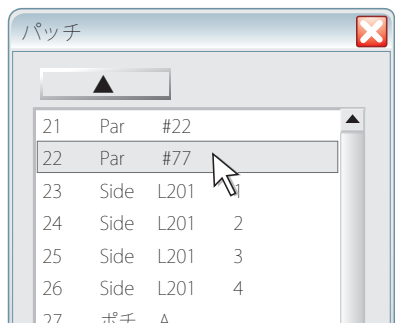 パッチ
▲
21 Par #22
22 Par #77
23 Side L201 1
24 Side L201 2
25 Side L201 3
26 Side L201 4
27 ポチ A